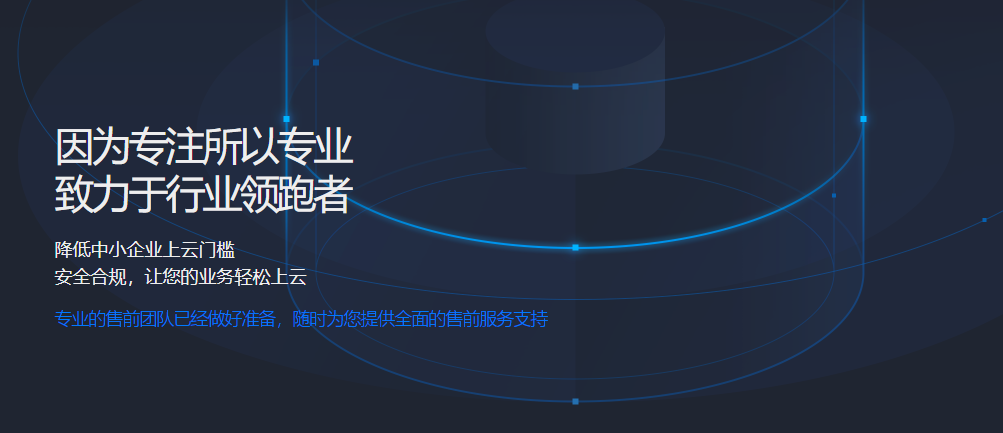 因为专注所以专业
致力于行业领跑者
降低中小企业上云门槛
安全合规，让您的业务轻松上云
专业的售前团队已经做好准备，随时为您提供全面的售前服务支持